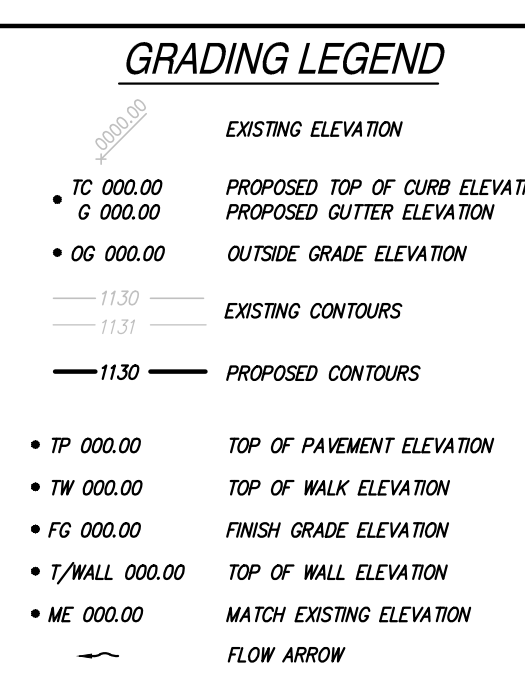 GRADING LEGEND
0000.00 EXISTING ELEVATION
TC 000.00 PROPOSED TOP OF CURB ELEVATI
G 000.00 PROPOSED GUTTER ELEVATION
OG 000.00 OUTSIDE GRADE ELEVATION
1130
1131
EXISTING CONTOURS
1130 PROPOSED CONTOURS
TP 000.00 TOP OF PAVEMENT ELEVATION
TW 000.00 TOP OF WALK ELEVATION
FG 000.00 FINISH GRADE ELEVATION
T/WALL 000.00 TOP OF WALL ELEVATION
ME 000.00 MATCH EXISTING ELEVATION
FLOW ARROW